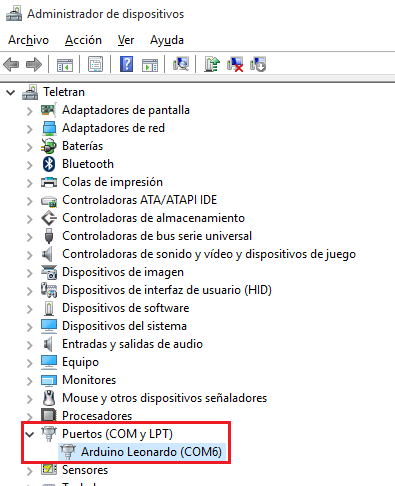 Administrador de dispositivos
Archivo Acción Ver Ayuda
Teletran
Adaptadores de pantalla
Adaptadores de red
Baterías
Bluetooth
Colas de impresión
Controladoras ATA/ATAPI IDE
Controladoras de almacenamiento
Controladoras de bus serie universal
Controladoras de sonido y vídeo y dispositivos de juego
Dispositivos de imagen
Dispositivos de interfaz de usuario (HID)
Dispositivos de software
Dispositivos del sistema
Entradas y salidas de audio
Equipo
Monitores
Mouse y otros dispositivos señaladores
Procesadores
Puertos (COM y LPT)
Arduino Leonardo (COM6)
Sensores